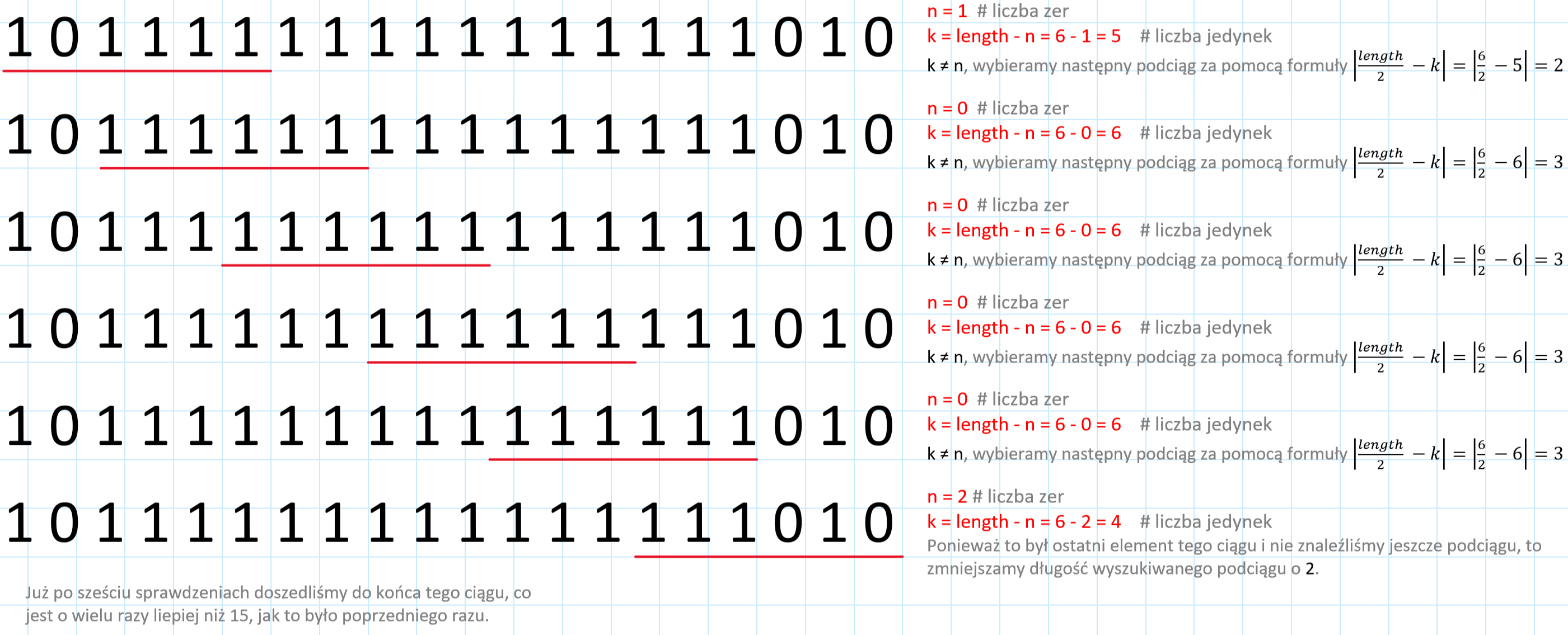 1 0 1 1 1 1 1 1 1 1 1 1 1 1 1 1 1 0 1 0
n = 1 # liczba zer
k = length - n = 6 - 1 = 5 # liczba jedynek
k ≠ n, wybieramy następny podciąg za pomocą formuły |length/2 − k| = |6/2 − 5| = 2
1 0 1 1 1 1 1 1 1 1 1 1 1 1 1 1 1 0 1 0
n = 0 # liczba zer
k = length - n = 6 - 0 = 6 # liczba jedynek
k ≠ n, wybieramy następny podciąg za pomocą formuły |length/2 − k| = |6/2 − 6| = 3
1 0 1 1 1 1 1 1 1 1 1 1 1 1 1 1 1 0 1 0
n = 0 # liczba zer
k = length - n = 6 - 0 = 6 # liczba jedynek
k ≠ n, wybieramy następny podciąg za pomocą formuły |length/2 − k| = |6/2 − 6| = 3
1 0 1 1 1 1 1 1 1 1 1 1 1 1 1 1 1 0 1 0
n = 0 # liczba zer
k = length - n = 6 - 0 = 6 # liczba jedynek
k ≠ n, wybieramy następny podciąg za pomocą formuły |length/2 − k| = |6/2 − 6| = 3
1 0 1 1 1 1 1 1 1 1 1 1 1 1 1 1 1 0 1 0
n = 0 # liczba zer
k = length - n = 6 - 0 = 6 # liczba jedynek
k ≠ n, wybieramy następny podciąg za pomocą formuły |length/2 − k| = |6/2 − 6| = 3
1 0 1 1 1 1 1 1 1 1 1 1 1 1 1 1 1 0 1 0
n = 2 # liczba zer
k = length - n = 6 - 2 = 4 # liczba jedynek
Ponieważ to był ostatni element tego ciągu i nie znaleźliśmy jeszcze podciągu, to
zmniejszamy długość wyszukiwanego podciągu o 2.
Już po sześciu sprawdzeniach doszedliśmy do końca tego ciągu, co
jest o wielu razy liepiej niż 15, jak to było poprzedniego razu.